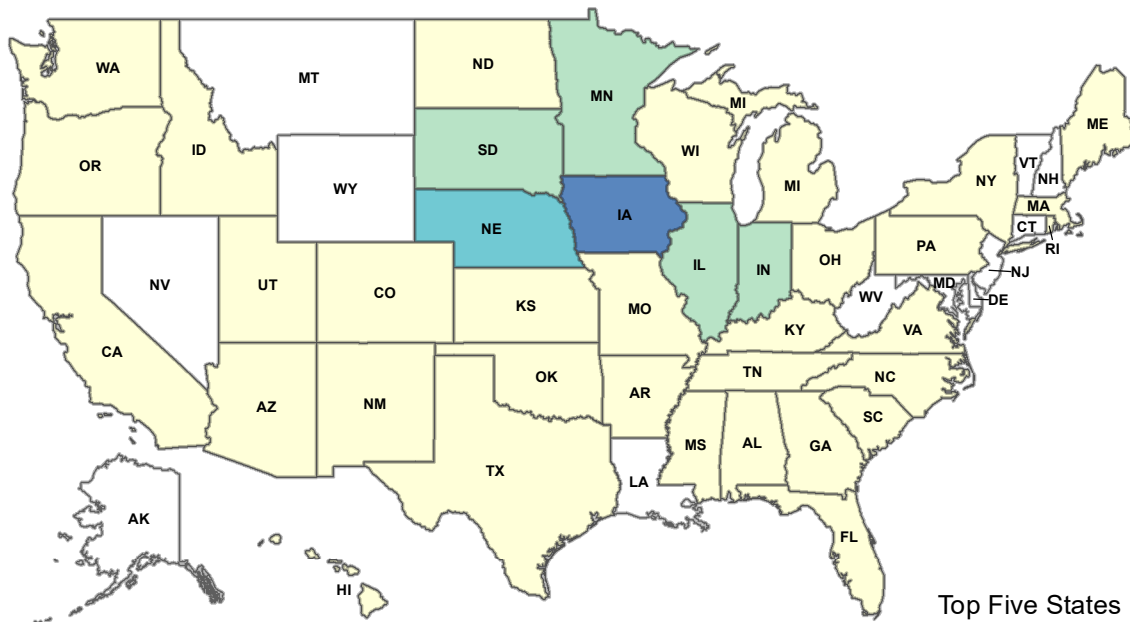 WA
MT
ND
MN
MI
ME
OR
ID
SD
WI
VT
NH
NY
WY
MI
MA
IA
CT
NE
RI
PA
NV
UT
CO
IL
IN
OH
NJ
MD
DE
WV
KS
MO
VA
CA
KY
NC
TN
OK
AR
AZ
NM
SC
MS
AL
GA
TX
LA
AK
FL
HI
Top Five States